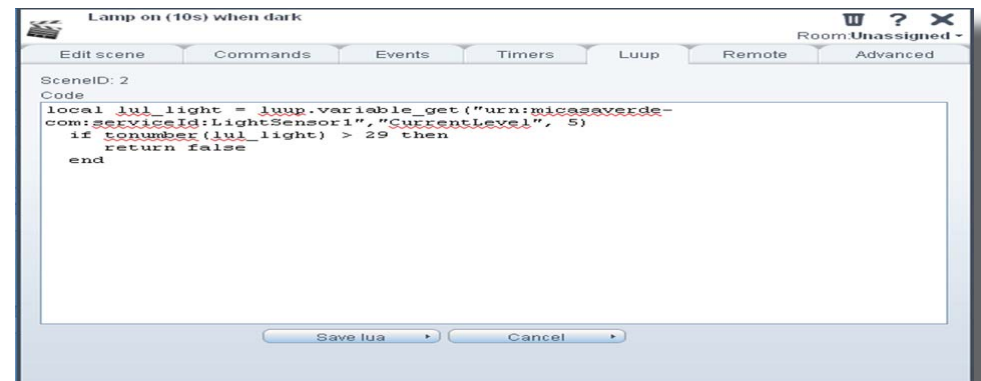 Lamp on (10s) when dark
Room:Unassigned
Edit scene Commands Events Timers Luup Remote Advanced
SceneID: 2
Code
local lul_light = luup.variable_get("urn:micasaverde-
com:serviceId:LightSensor1","CurrentLevel", 5)
if tonumber(lul_light) > 29 then
return false
end
Save lua Cancel